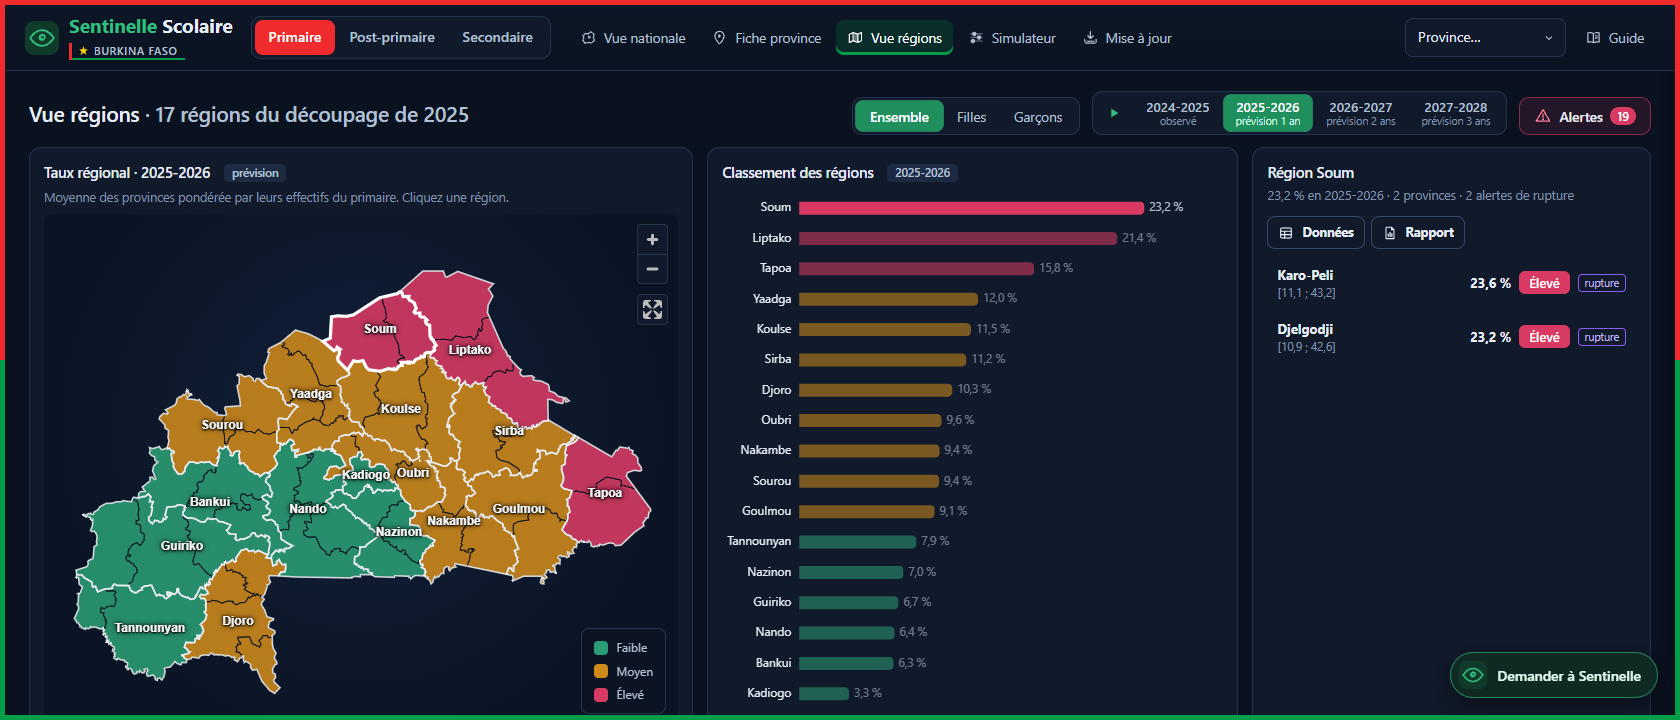 Sentinelle Scolaire
BURKINA FASO
Primaire
Post-primaire
Secondaire
Vue nationale
Fiche province
Vue régions
Simulateur
Mise à jour
Province...
Guide
Vue régions · 17 régions du découpage de 2025
Ensemble
Filles
Garçons
2024-2025
observé
2025-2026
prévision 1 an
2026-2027
prévision 2 ans
2027-2028
prévision 3 ans
Alertes 19
Taux régional · 2025-2026 prévision
Moyenne des provinces pondérée par leurs effectifs du primaire. Cliquez une région.
+
−
Soum
Liptako
Yaadga
Koulse
Sourou
Sirba
Kadiogo
Oubri
Tapoa
Bankui
Nando
Goulmou
Nakambé
Nazinon
Guiriko
Djoro
Tannounyan
Faible
Moyen
Élevé
Classement des régions 2025-2026
Soum 23,2 %
Liptako 21,4 %
Tapoa 15,8 %
Yaadga 12,0 %
Koulse 11,5 %
Sirba 11,2 %
Djoro 10,3 %
Oubri 9,6 %
Nakambe 9,4 %
Sourou 9,4 %
Goulmou 9,1 %
Tannounyan 7,9 %
Nazinon 7,0 %
Guiriko 6,7 %
Nando 6,4 %
Bankui 6,3 %
Kadiogo 3,3 %
Région Soum
23,2 % en 2025-2026 · 2 provinces · 2 alertes de rupture
Données
Rapport
Karo-Peli
[11,1 ; 43,2]
23,6 % Élevé rupture
Djelgodji
[10,9 ; 42,6]
23,2 % Élevé rupture
Demander à Sentinelle